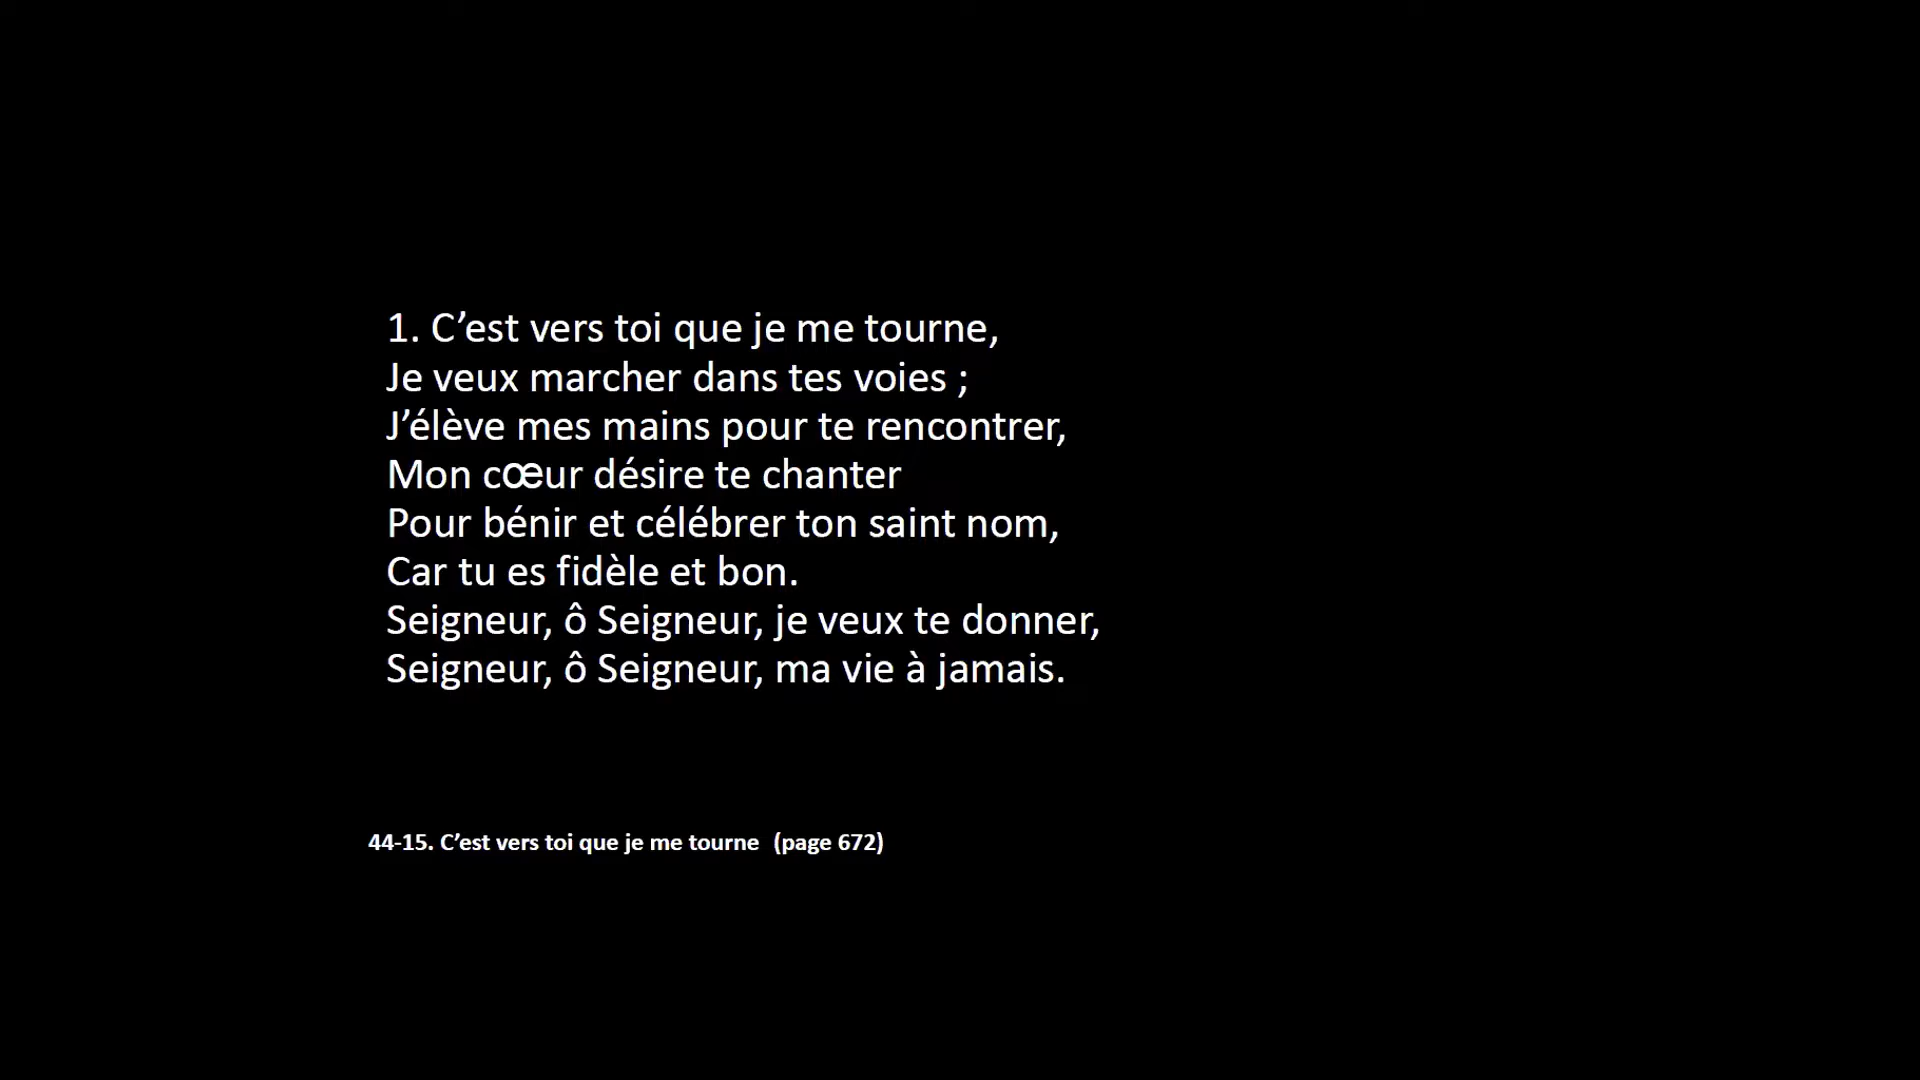 1. C’est vers toi que je me tourne,
Je veux marcher dans tes voies ;
J’élève mes mains pour te rencontrer,
Mon cœur désire te chanter
Pour bénir et célébrer ton saint nom,
Car tu es fidèle et bon.
Seigneur, ô Seigneur, je veux te donner,
Seigneur, ô Seigneur, ma vie à jamais.
44-15. C’est vers toi que je me tourne (page 672)